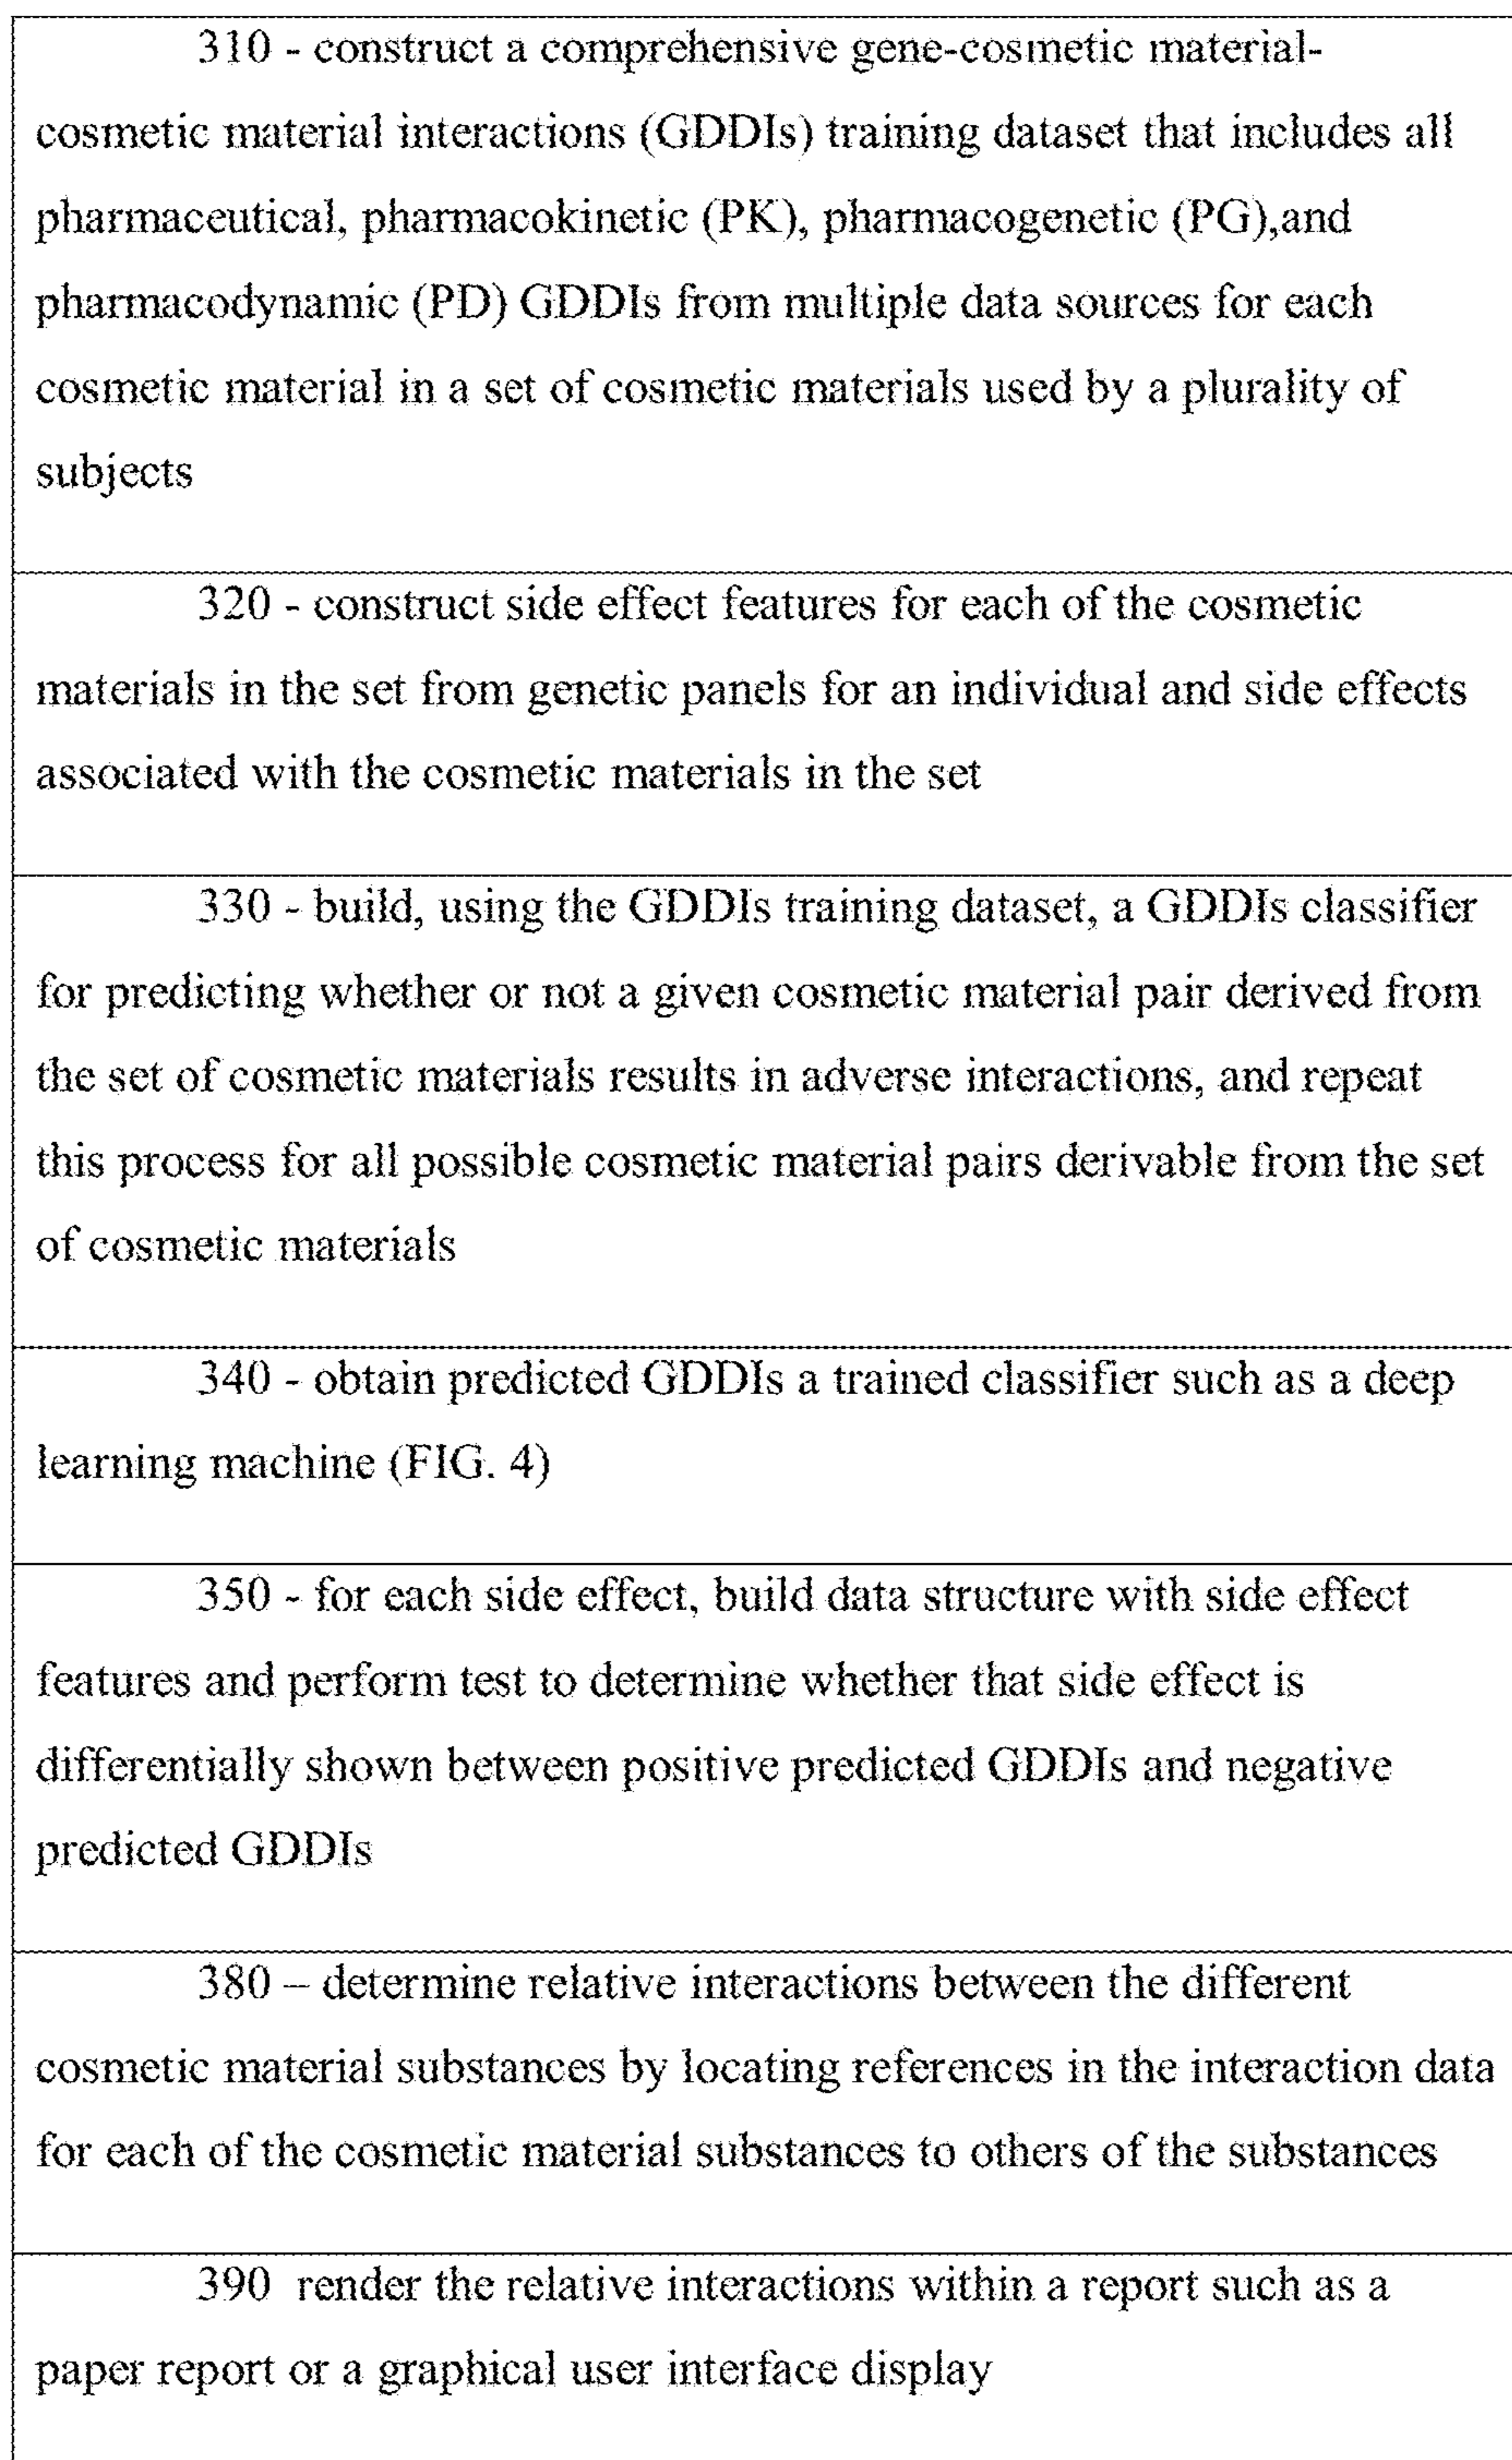 310 - construct a comprehensive gene-cosmetic material-
cosmetic material interactions (GDDIs) training dataset that includes all
pharmaceutical, pharmacokinetic (PK), pharmacogenetic (PG),and
pharmacodynamic (PD) GDDIs from multiple data sources for each
cosmetic material in a set of cosmetic materials used by a plurality of
subjects
320 - construct side effect features for each of the cosmetic
materials in the set from genetic panels for an individual and side effects
associated with the cosmetic materials in the set
330 - build, using the GDDIs training dataset, a GDDIs classifier
for predicting whether or not a given cosmetic material pair derived from
the set of cosmetic materials results in adverse interactions, and repeat
this process for all possible cosmetic material pairs derivable from the set
of cosmetic materials
340 - obtain predicted GDDIs a trained classifier such as a deep
learning machine (FIG. 4)
350 - for each side effect, build data structure with side effect
features and perform test to determine whether that side effect is
differentially shown between positive predicted GDDIs and negative
predicted GDDIs
380 – determine relative interactions between the different
cosmetic material substances by locating references in the interaction data
for each of the cosmetic material substances to others of the substances
390 render the relative interactions within a report such as a
paper report or a graphical user interface display